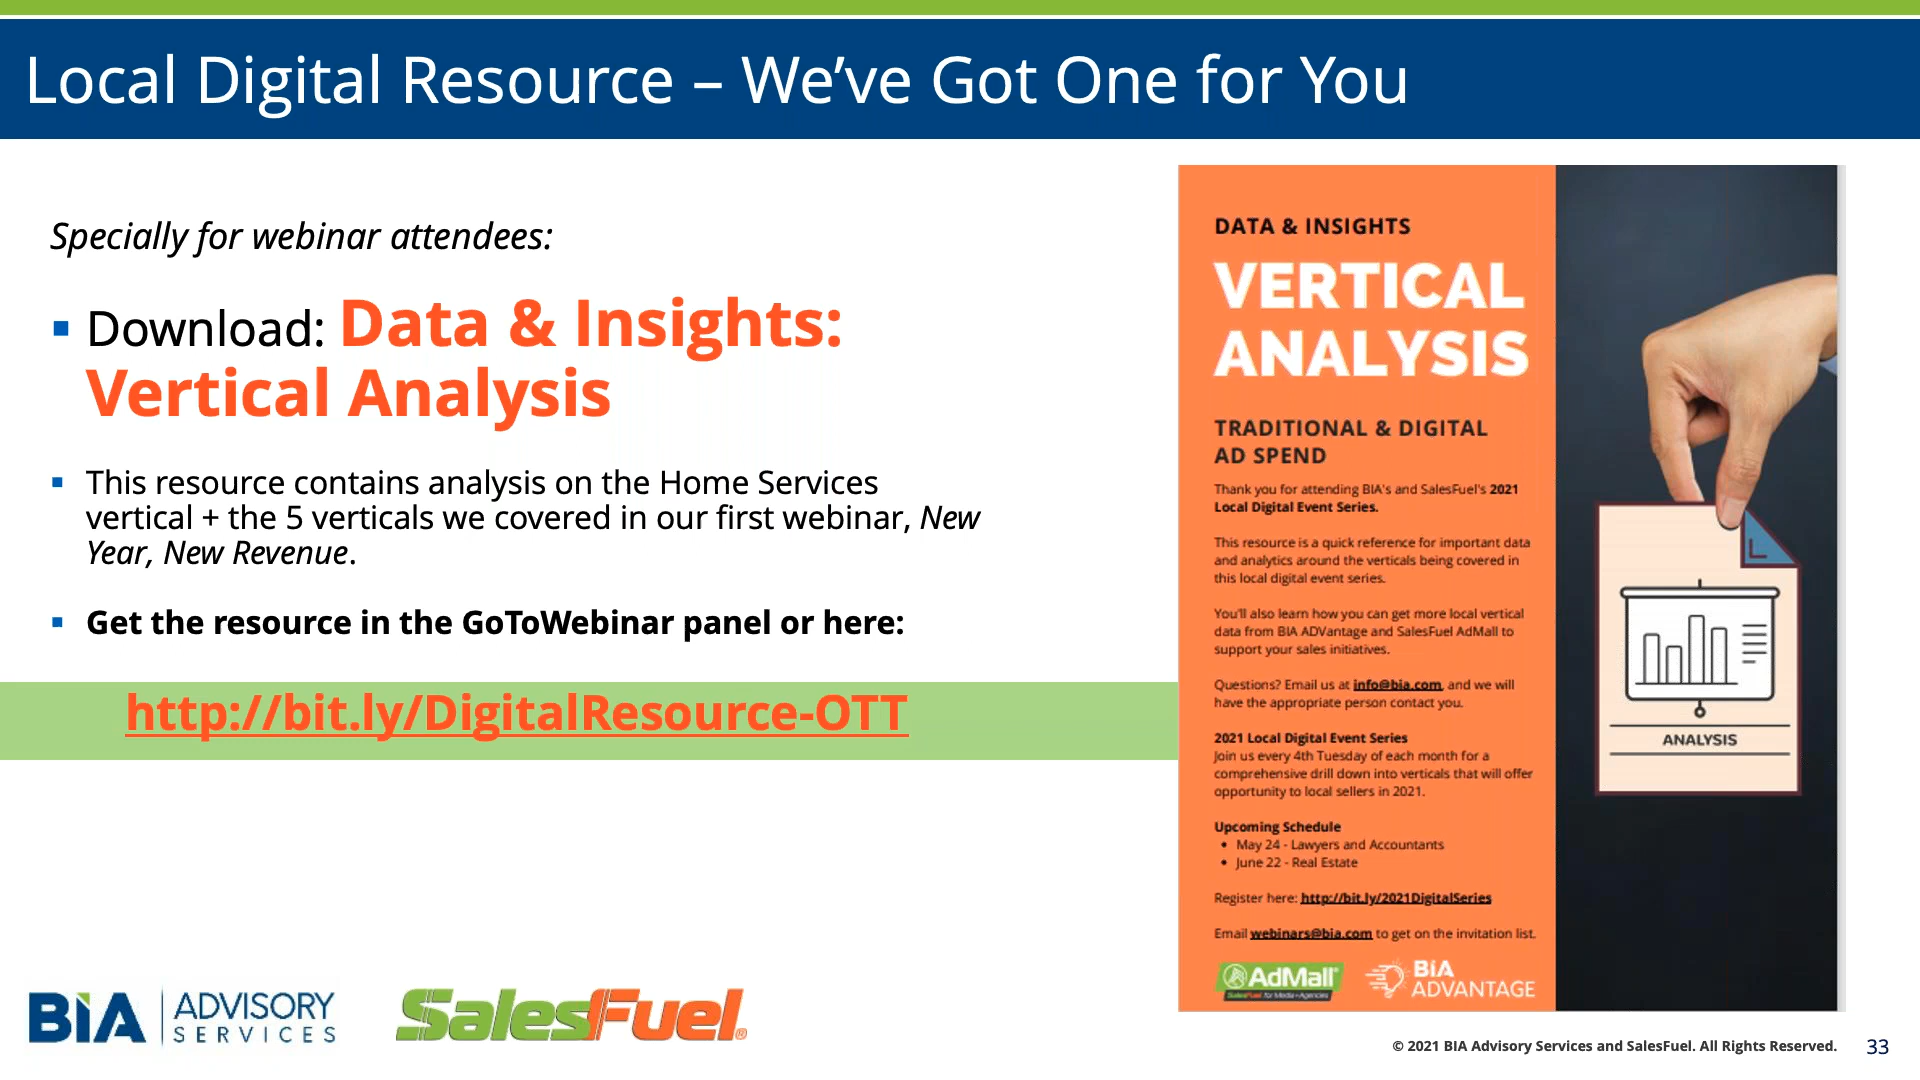 Local Digital Resource – We've Got One for You
Specially for webinar attendees:
▪ Download: Data & Insights:
Vertical Analysis
▪ This resource contains analysis on the Home Services
vertical + the 5 verticals we covered in our first webinar, New
Year, New Revenue.
▪ Get the resource in the GoToWebinar panel or here:
http://bit.ly/DigitalResource-OTT
DATA & INSIGHTS
VERTICAL
ANALYSIS
TRADITIONAL & DIGITAL
AD SPEND
Thank you for attending BIA's and SalesFuel's 2021
Local Digital Event Series.
This resource is a quick reference for important data
and analytics around the verticals being covered in
this local digital event series.
You'll also learn how you can get more local vertical
data from BIA ADVantage and SalesFuel AdMall to
support your sales initiatives.
Questions? Email us at info@bia.com, and we will
have the appropriate person contact you.
2021 Local Digital Event Series
Join us every 4th Tuesday of each month for a
comprehensive drill down into verticals that will offer
opportunity to local sellers in 2021.
Upcoming Schedule
• May 24 - Lawyers and Accountants
• June 22 - Real Estate
Register here: http://bit.ly/2021DigitalSeries
Email webinars@bia.com to get on the invitation list.
AdMall®
SalesFuel for Media+Agencies
BIA
ADVANTAGE
ANALYSIS
BIA ADVISORY
SERVICES
SalesFuel®
© 2021 BIA Advisory Services and SalesFuel. All Rights Reserved.
33